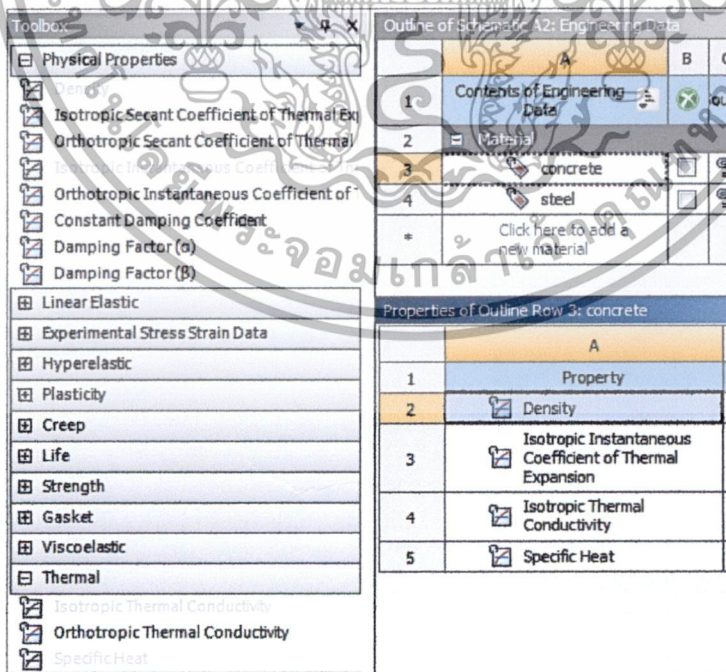 Toolbox
Physical Properties
Density
Isotropic Secant Coefficient of Thermal Exp
Orthotropic Secant Coefficient of Thermal
Isotropic Instantaneous Coefficient of Th
Orthotropic Instantaneous Coefficient of
Constant Damping Coefficient
Damping Factor (α)
Damping Factor (β)
Linear Elastic
Experimental Stress Strain Data
Hyperelastic
Plasticity
Creep
Life
Strength
Gasket
Viscoelastic
Thermal
Isotropic Thermal Conductivity
Orthotropic Thermal Conductivity
Specific Heat
Outline of Schematic A2: Engineering Data
A B C
1 Contents of Engineering
Data
2 Material
3 concrete
4 steel
* Click here to add a
new material
Properties of Outline Row 3: concrete
A
1 Property
2 Density
3 Isotropic Instantaneous
Coefficient of Thermal
Expansion
4 Isotropic Thermal
Conductivity
5 Specific Heat